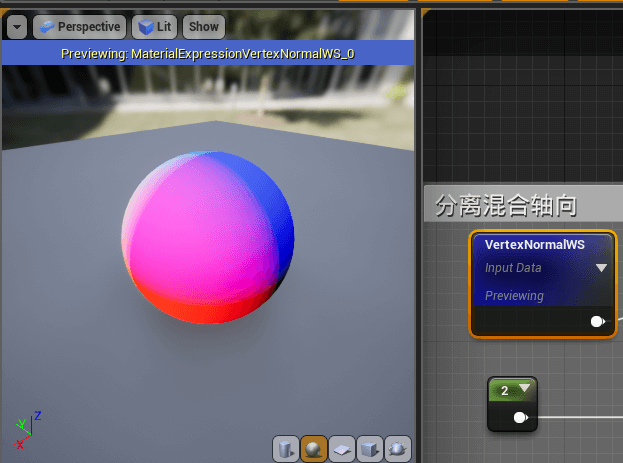 Perspective
Lit
Show
Previewing: MaterialExpressionVertexNormalWS_0
分离混合轴向
VertexNormalWS
Input Data
Previewing
2
Z
Y
X